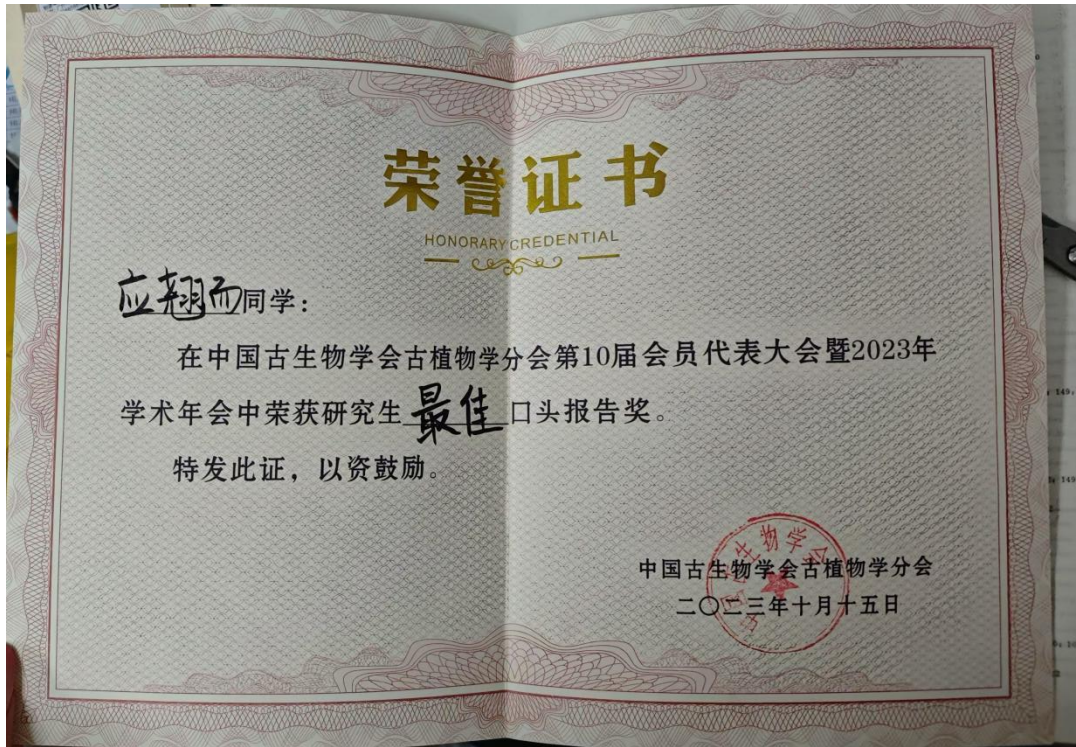 荣誉证书
HONORARY CREDENTIAL
应翘而同学：
在中国古生物学会古植物学分会第10届会员代表大会暨2023年
学术年会中荣获研究生最佳口头报告奖。
特发此证，以资鼓励。
中国古生物学会古植物学分会
二〇二三年十月十五日